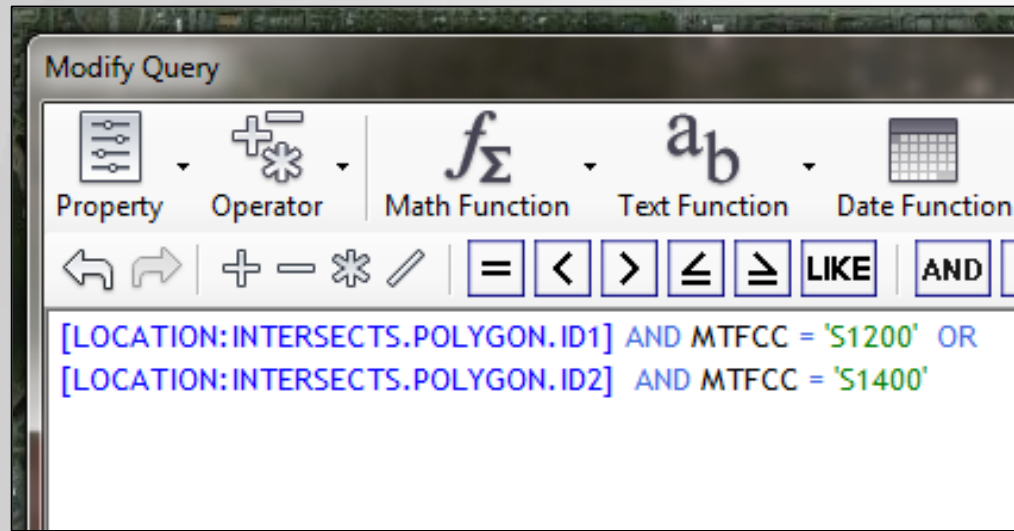 Modify Query
Property Operator Math Function Text Function Date Function
= < > ≤ ≥ LIKE AND
[LOCATION:INTERSECTS.POLYGON.ID1] AND MTFCC = 'S1200' OR
[LOCATION:INTERSECTS.POLYGON.ID2] AND MTFCC = 'S1400'